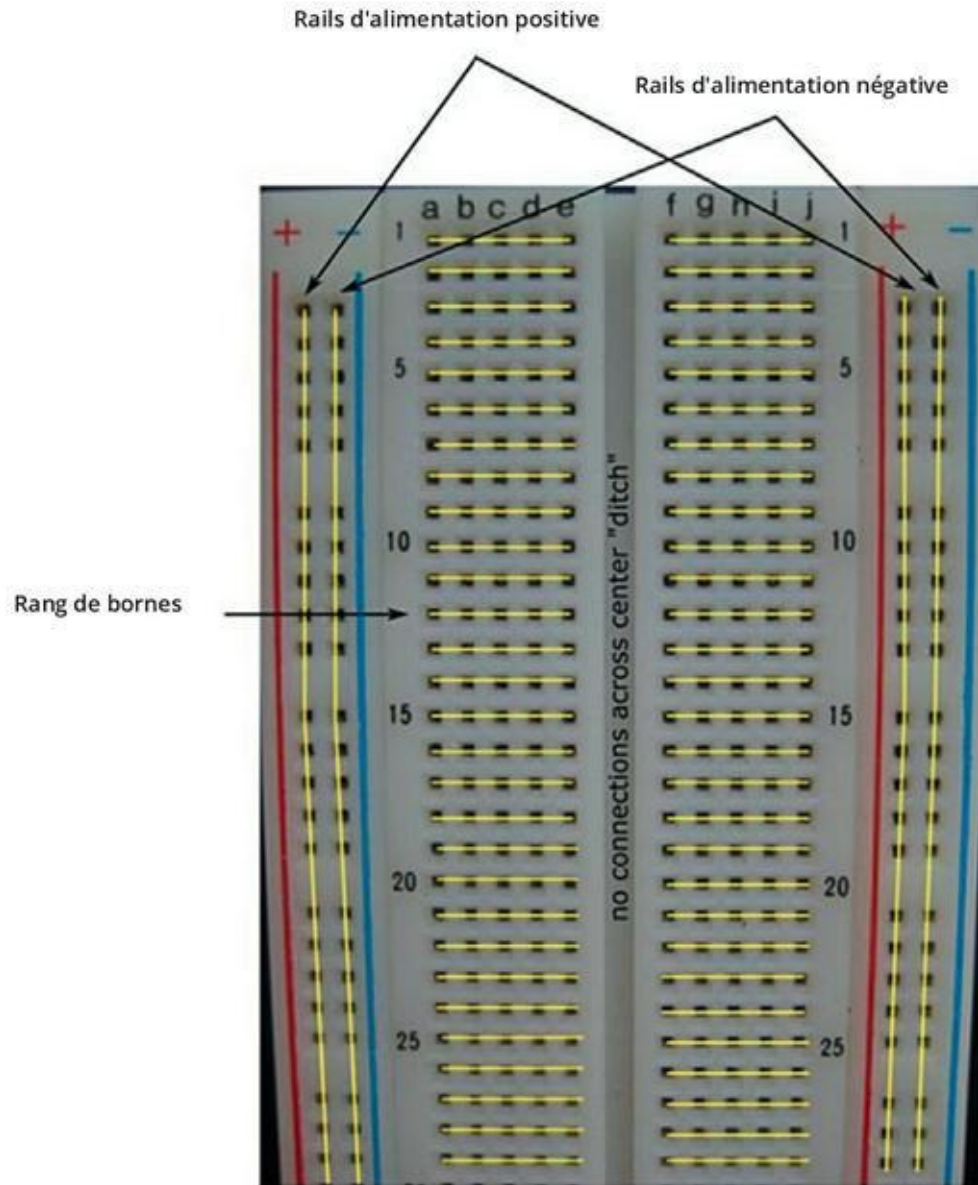 Rails d'alimentation positive
Rails d'alimentation négative
a b c d e
f g h i j
+ −
+ −
1
1
5
5
10
10
Rang de bornes
no connections across center "ditch"
15
15
20
20
25
25